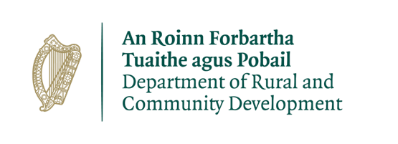 An Roinn Forbartha
Tuaithe agus Pobail
Department of Rural and
Community Development